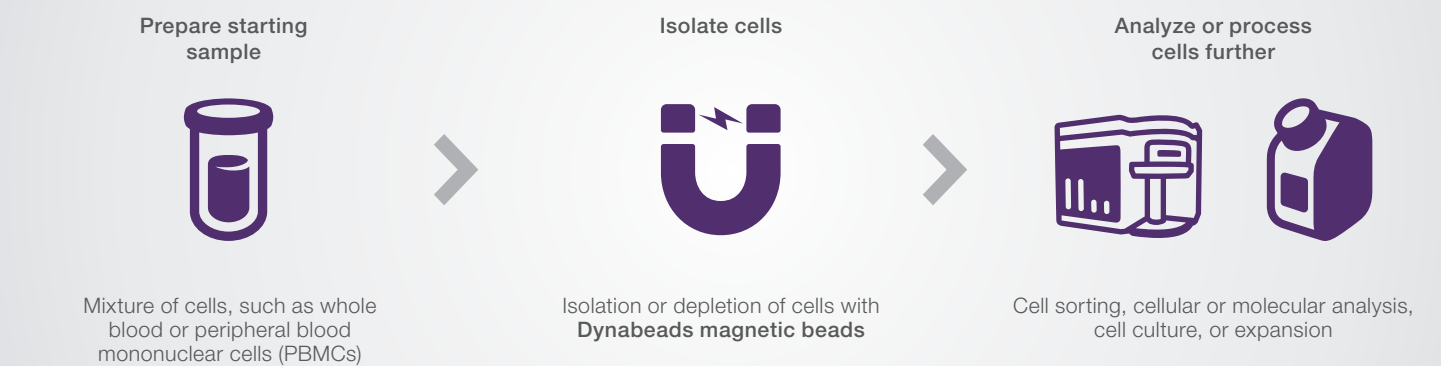 Prepare starting
sample
Mixture of cells, such as whole
blood or peripheral blood
mononuclear cells (PBMCs)
Isolate cells
Isolation or depletion of cells with
Dynabeads magnetic beads
Analyze or process
cells further
Cell sorting, cellular or molecular analysis,
cell culture, or expansion